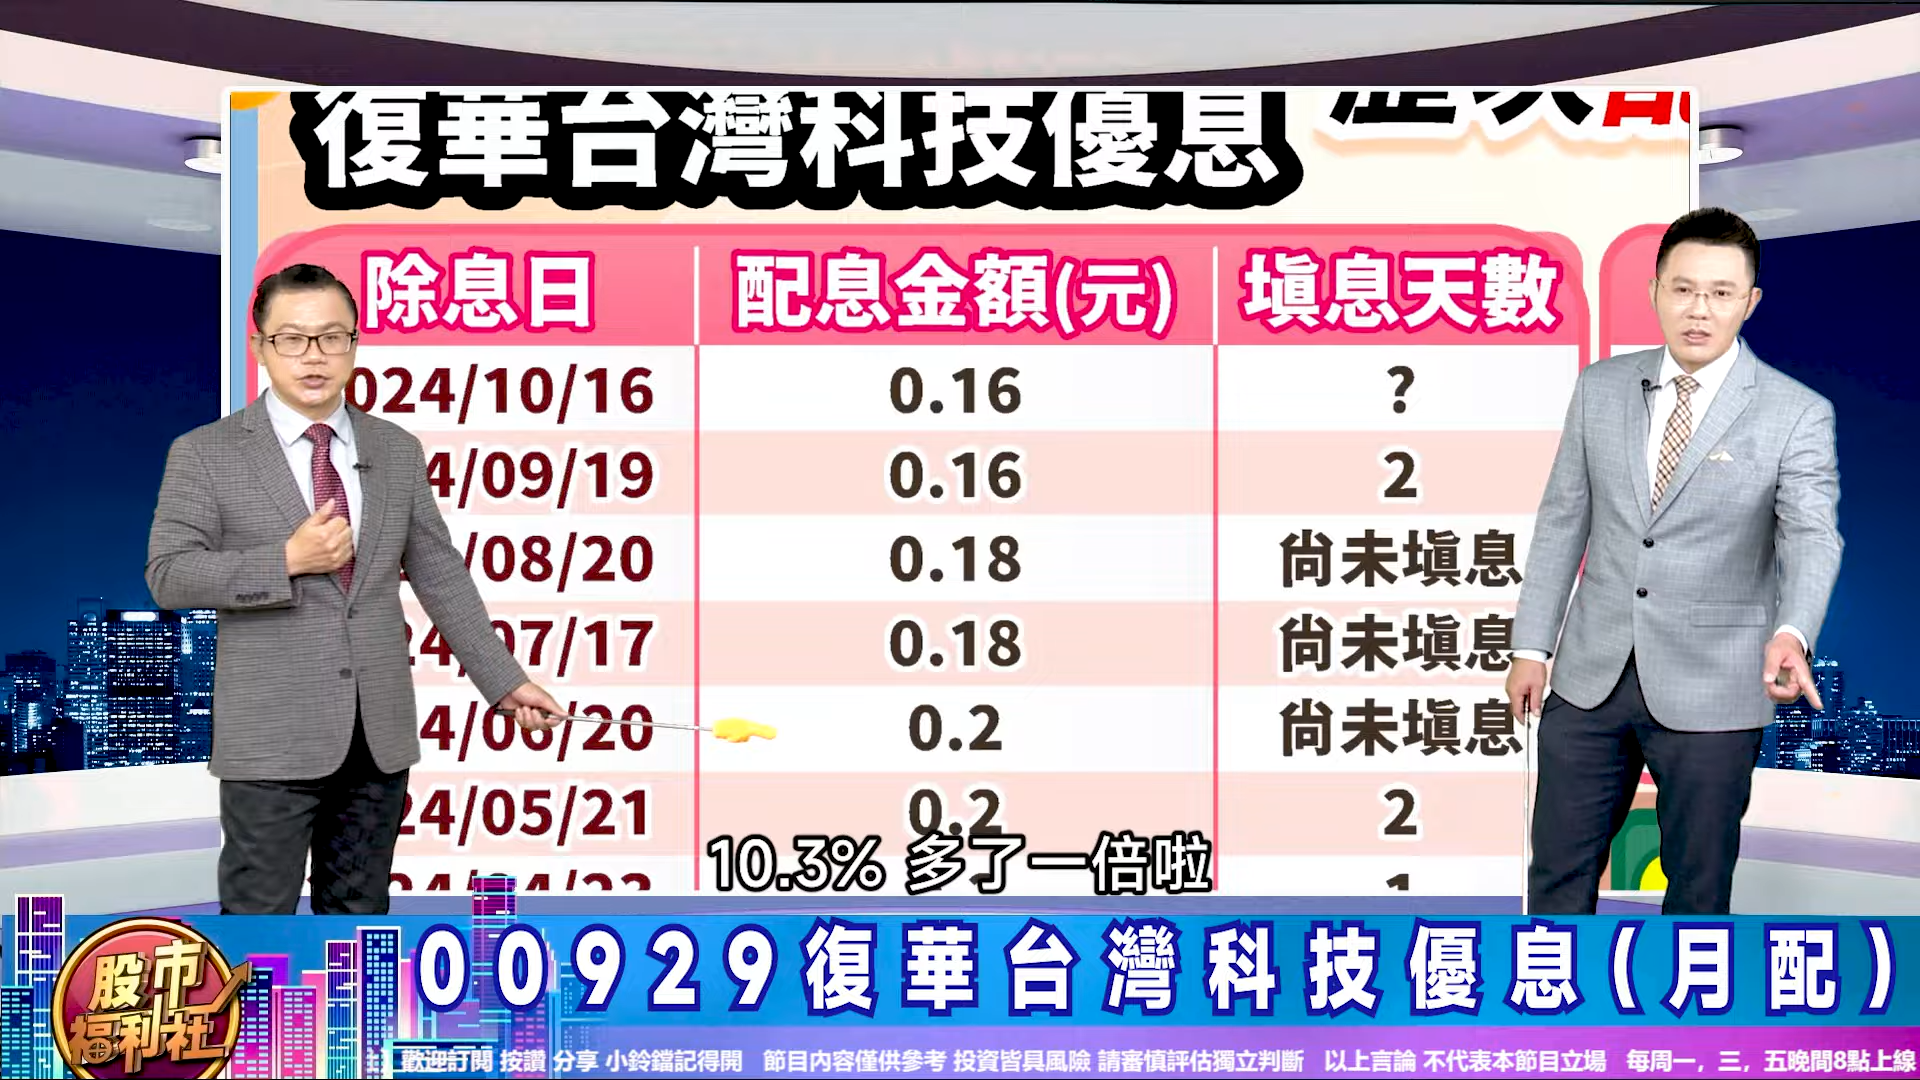 復華台灣科技優息
除息日 配息金額(元) 填息天數
024/10/16 0.16 ?
4/09/19 0.16 2
/08/20 0.18 尚未填息
24/07/17 0.18 尚未填息
4/06/20 0.2 尚未填息
24/05/21 0.2 2
10.3% 多了一倍啦
00929復華台灣科技優息(月配)
股市福利社
歡迎訂閱 按讚 分享 小鈴鐺記得開 節目內容僅供參考 投資皆具風險 請審慎評估獨立判斷 以上言論 不代表本節目立場 每周一，三，五晚間8點上線